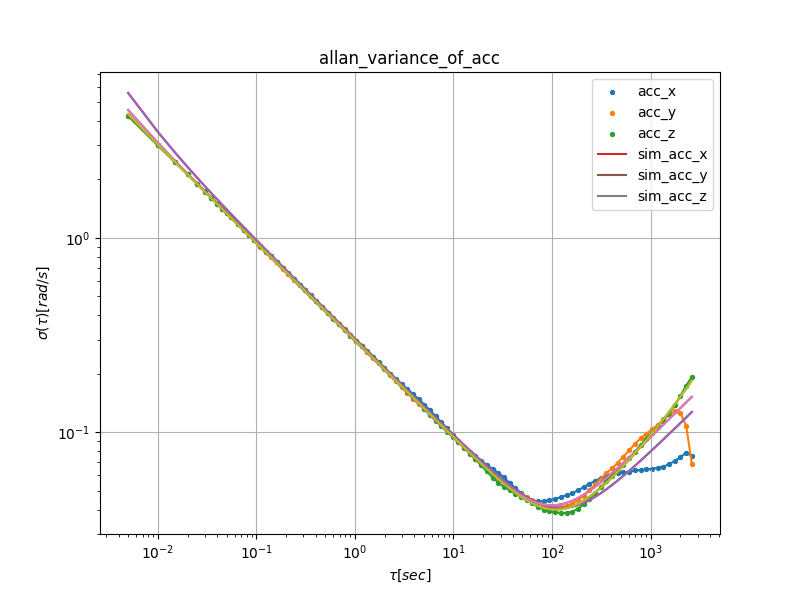 allan_variance_of_acc
acc_x
acc_y
acc_z
sim_acc_x
sim_acc_y
sim_acc_z
σ(τ)[rad/s]
10⁰
10⁻¹
10⁻² 10⁻¹ 10⁰ 10¹ 10² 10³
τ[sec]